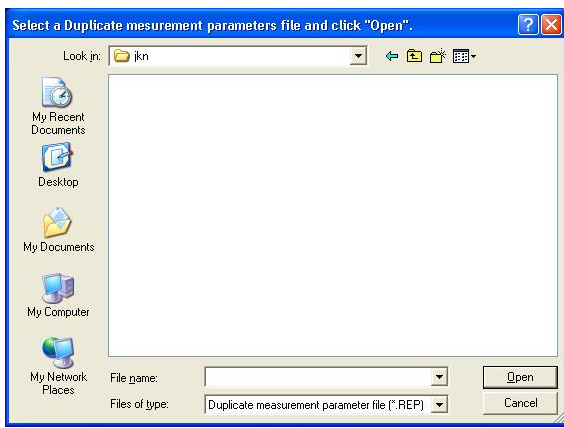 Select a Duplicate mesurement parameters file and click "Open".
Look in:
jkn
My Recent
Documents
Desktop
My Documents
My Computer
My Network
Places
File name:
Open
Files of type:
Duplicate measurement parameter file (*.REP)
Cancel